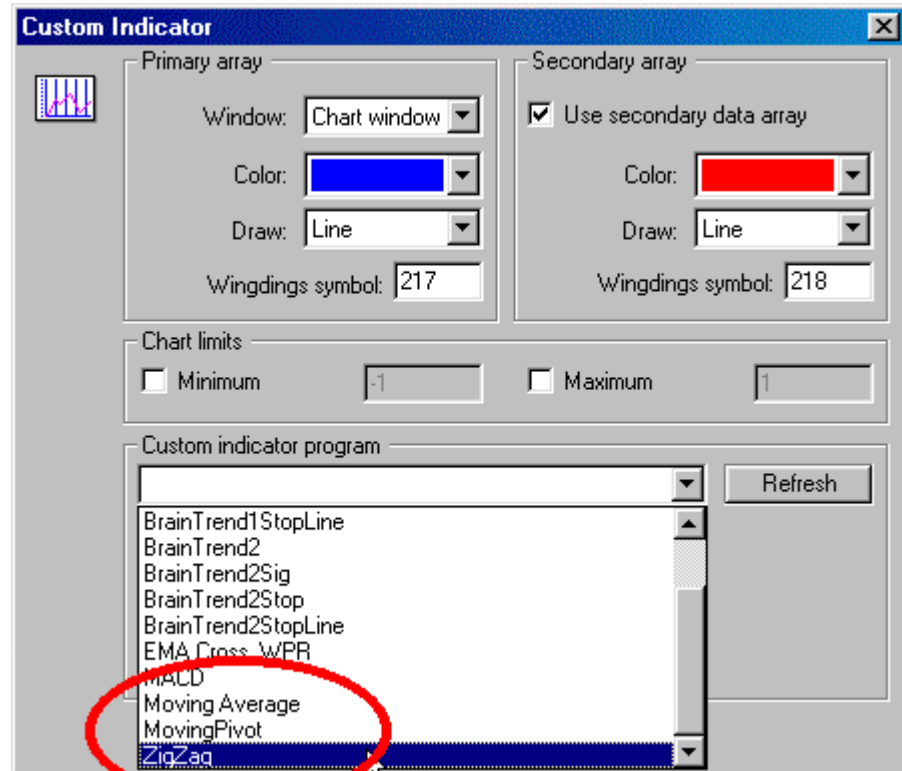 Custom Indicator
Primary array
Window: Chart window
Color:
Draw: Line
Wingdings symbol: 217
Secondary array
Use secondary data array
Color:
Draw: Line
Wingdings symbol: 218
Chart limits
Minimum -1
Maximum 1
Custom indicator program
Refresh
BrainTrend1StopLine
BrainTrend2
BrainTrend2Sig
BrainTrend2Stop
BrainTrend2StopLine
EMA Cross_WPR
MACD
Moving Average
MovingPivot
ZigZag